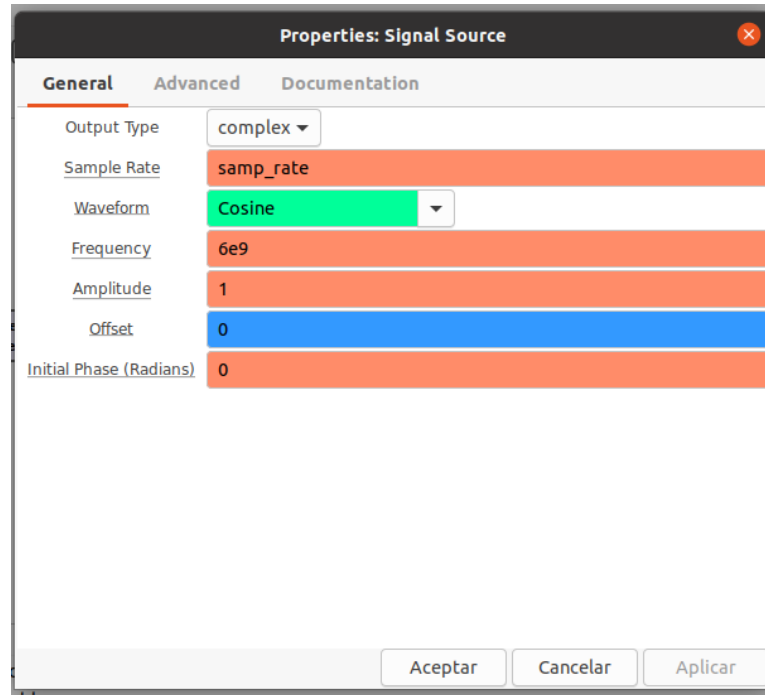 Properties: Signal Source
General Advanced Documentation
Output Type complex
Sample Rate samp_rate
Waveform Cosine
Frequency 6e9
Amplitude 1
Offset 0
Initial Phase (Radians) 0
Aceptar Cancelar Aplicar